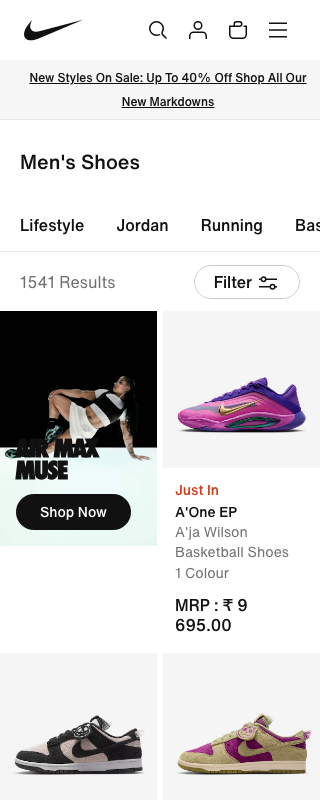 New Styles On Sale: Up To 40% Off Shop All Our
New Markdowns
Men's Shoes
Lifestyle Jordan Running Bas
1541 Results
Filter
AIR MAX
MUSE
Shop Now
Just In
A'One EP
A'ja Wilson
Basketball Shoes
1 Colour
MRP : ₹ 9
695.00